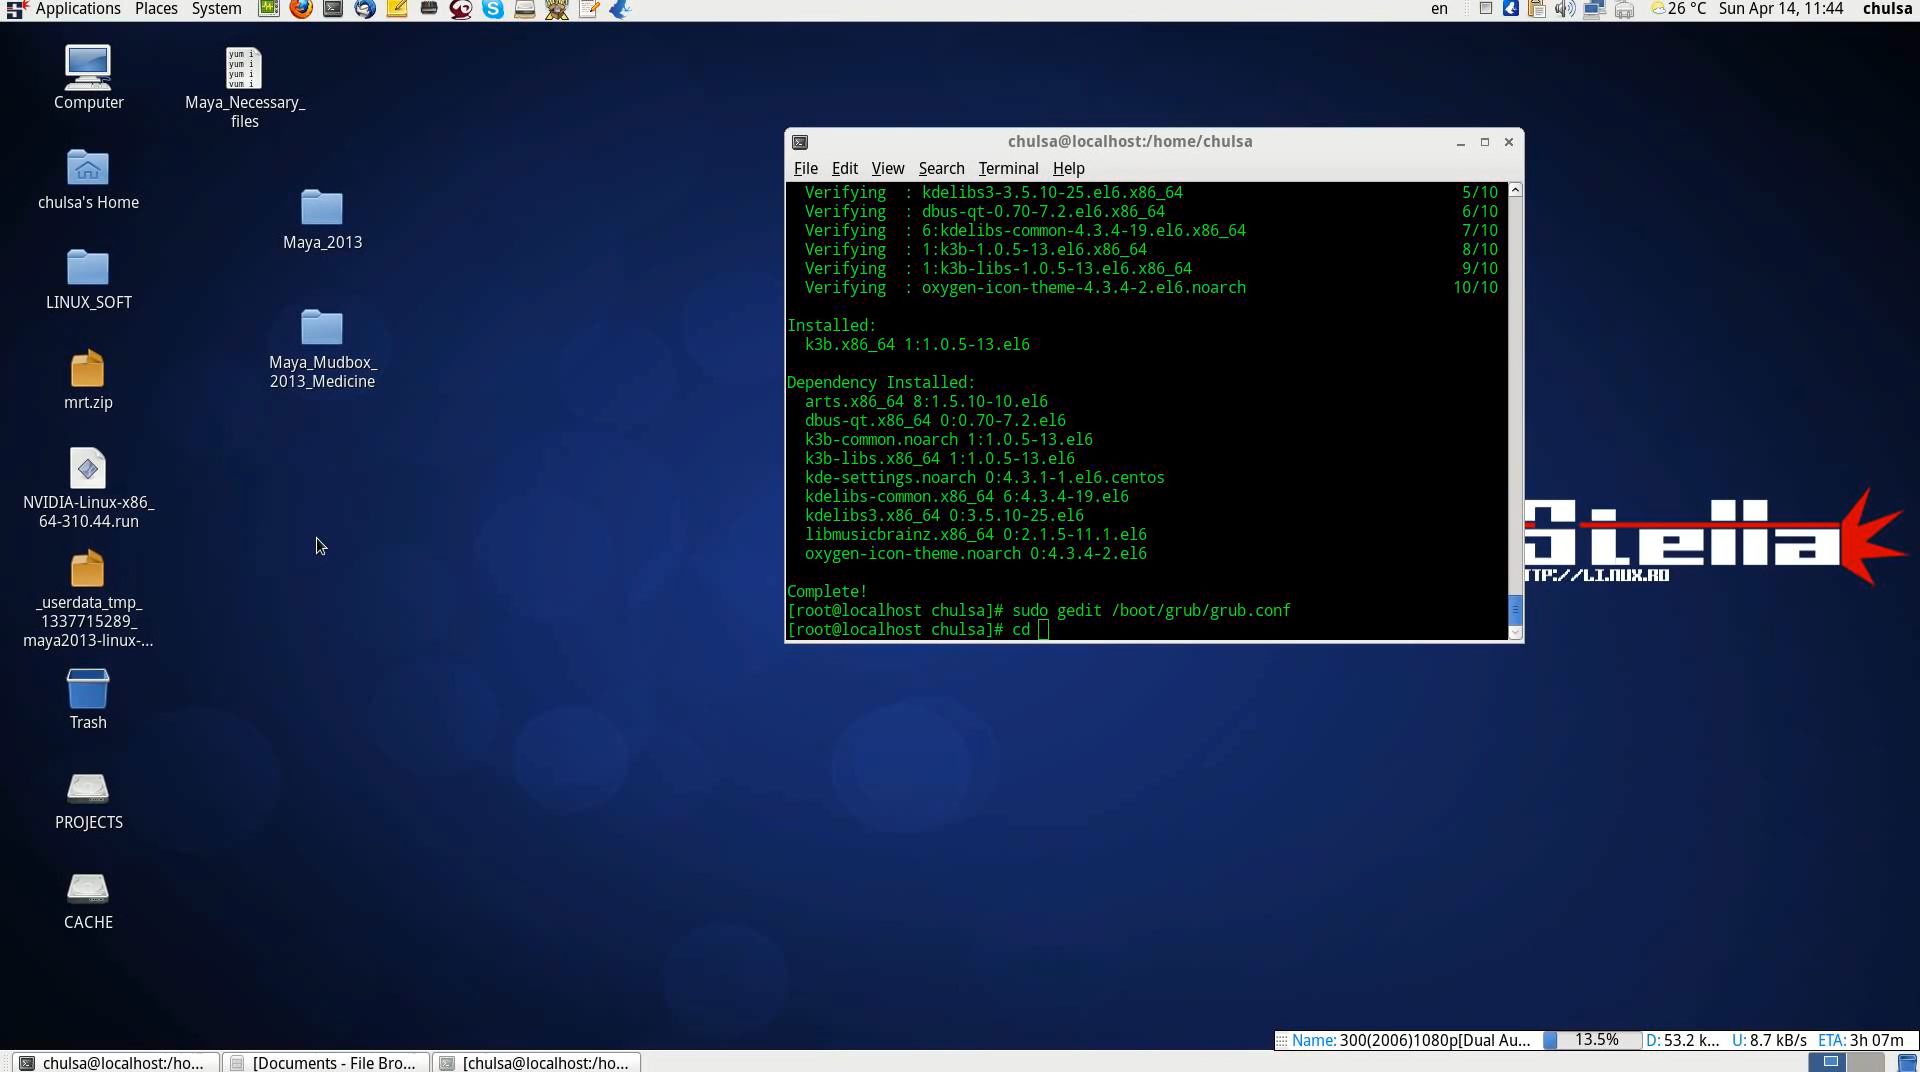 Applications Places System
en 26 °C Sun Apr 14, 11:44 chulsa
Computer
yum i
yum i
yum i
yum i
Maya_Necessary_
files
chulsa's Home
Maya_2013
LINUX_SOFT
Maya_Mudbox_
2013_Medicine
mrt.zip
NVIDIA-Linux-x86_
64-310.44.run
_userdata_tmp_
1337715289_
maya2013-linux-...
Trash
PROJECTS
CACHE
chulsa@localhost:/home/chulsa
File Edit View Search Terminal Help
Verifying : kdelibs3-3.5.10-25.el6.x86_64 5/10
Verifying : dbus-qt-0.70-7.2.el6.x86_64 6/10
Verifying : 6:kdelibs-common-4.3.4-19.el6.x86_64 7/10
Verifying : 1:k3b-1.0.5-13.el6.x86_64 8/10
Verifying : 1:k3b-libs-1.0.5-13.el6.x86_64 9/10
Verifying : oxygen-icon-theme-4.3.4-2.el6.noarch 10/10
Installed:
k3b.x86_64 1:1.0.5-13.el6
Dependency Installed:
arts.x86_64 8:1.5.10-10.el6
dbus-qt.x86_64 0:0.70-7.2.el6
k3b-common.noarch 1:1.0.5-13.el6
k3b-libs.x86_64 1:1.0.5-13.el6
kde-settings.noarch 0:4.3.1-1.el6.centos
kdelibs-common.x86_64 6:4.3.4-19.el6
kdelibs3.x86_64 0:3.5.10-25.el6
libmusicbrainz.x86_64 0:2.1.5-11.1.el6
oxygen-icon-theme.noarch 0:4.3.4-2.el6
Complete!
[root@localhost chulsa]# sudo gedit /boot/grub/grub.conf
[root@localhost chulsa]# cd
Stella
TTP://LI.NUX.RO
Name: 300(2006)1080p[Dual Au... 13.5% D: 53.2 k... U: 8.7 kB/s ETA: 3h 07m
chulsa@localhost:/ho... [Documents - File Bro... [chulsa@localhost:/ho...